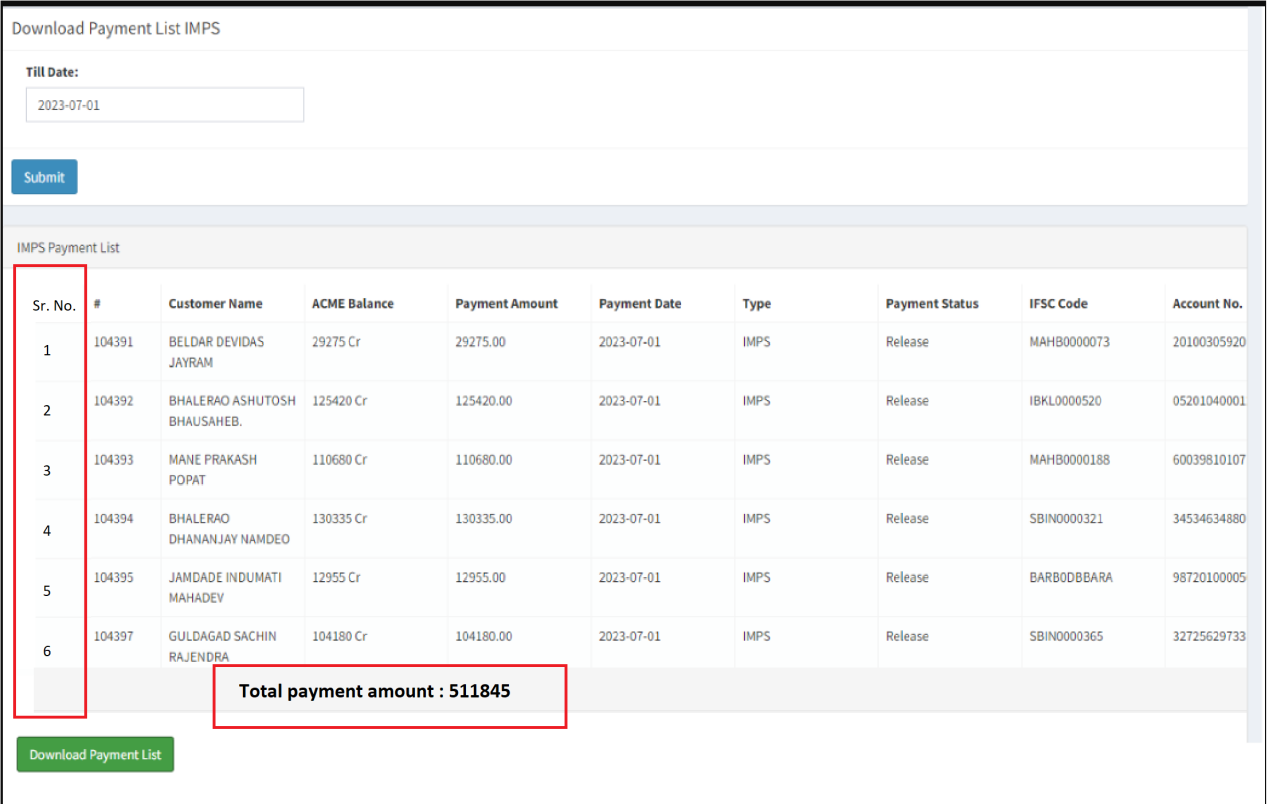 Download Payment List IMPS
Till Date:
2023-07-01
Submit
IMPS Payment List
Sr. No. # Customer Name ACME Balance Payment Amount Payment Date Type Payment Status IFSC Code Account No.
1 104391 BELDAR DEVIDAS JAYRAM 29275 Cr 29275.00 2023-07-01 IMPS Release MAHB0000073 20100305920
2 104392 BHALERAO ASHUTOSH BHAUSAHEB. 125420 Cr 125420.00 2023-07-01 IMPS Release IBKL0000520 05201040001
3 104393 MANE PRAKASH POPAT 110680 Cr 110680.00 2023-07-01 IMPS Release MAHB0000188 60039810107
4 104394 BHALERAO DHANANJAY NAMDEO 130335 Cr 130335.00 2023-07-01 IMPS Release SBIN0000321 34534634880
5 104395 JAMDADE INDUMATI MAHADEV 12955 Cr 12955.00 2023-07-01 IMPS Release BARB0DBBARA 9872010000
6 104397 GULDAGAD SACHIN RAJENDRA 104180 Cr 104180.00 2023-07-01 IMPS Release SBIN0000365 32725629733
Total payment amount : 511845
Download Payment List